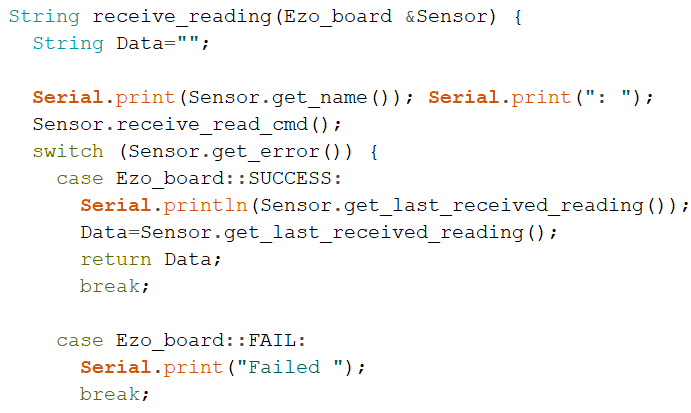 String receive_reading(Ezo_board &Sensor) {
  String Data="";

  Serial.print(Sensor.get_name()); Serial.print(": ");
  Sensor.receive_read_cmd();
  switch (Sensor.get_error()) {
    case Ezo_board::SUCCESS:
      Serial.println(Sensor.get_last_received_reading());
      Data=Sensor.get_last_received_reading();
      return Data;
      break;

    case Ezo_board::FAIL:
      Serial.print("Failed ");
      break;